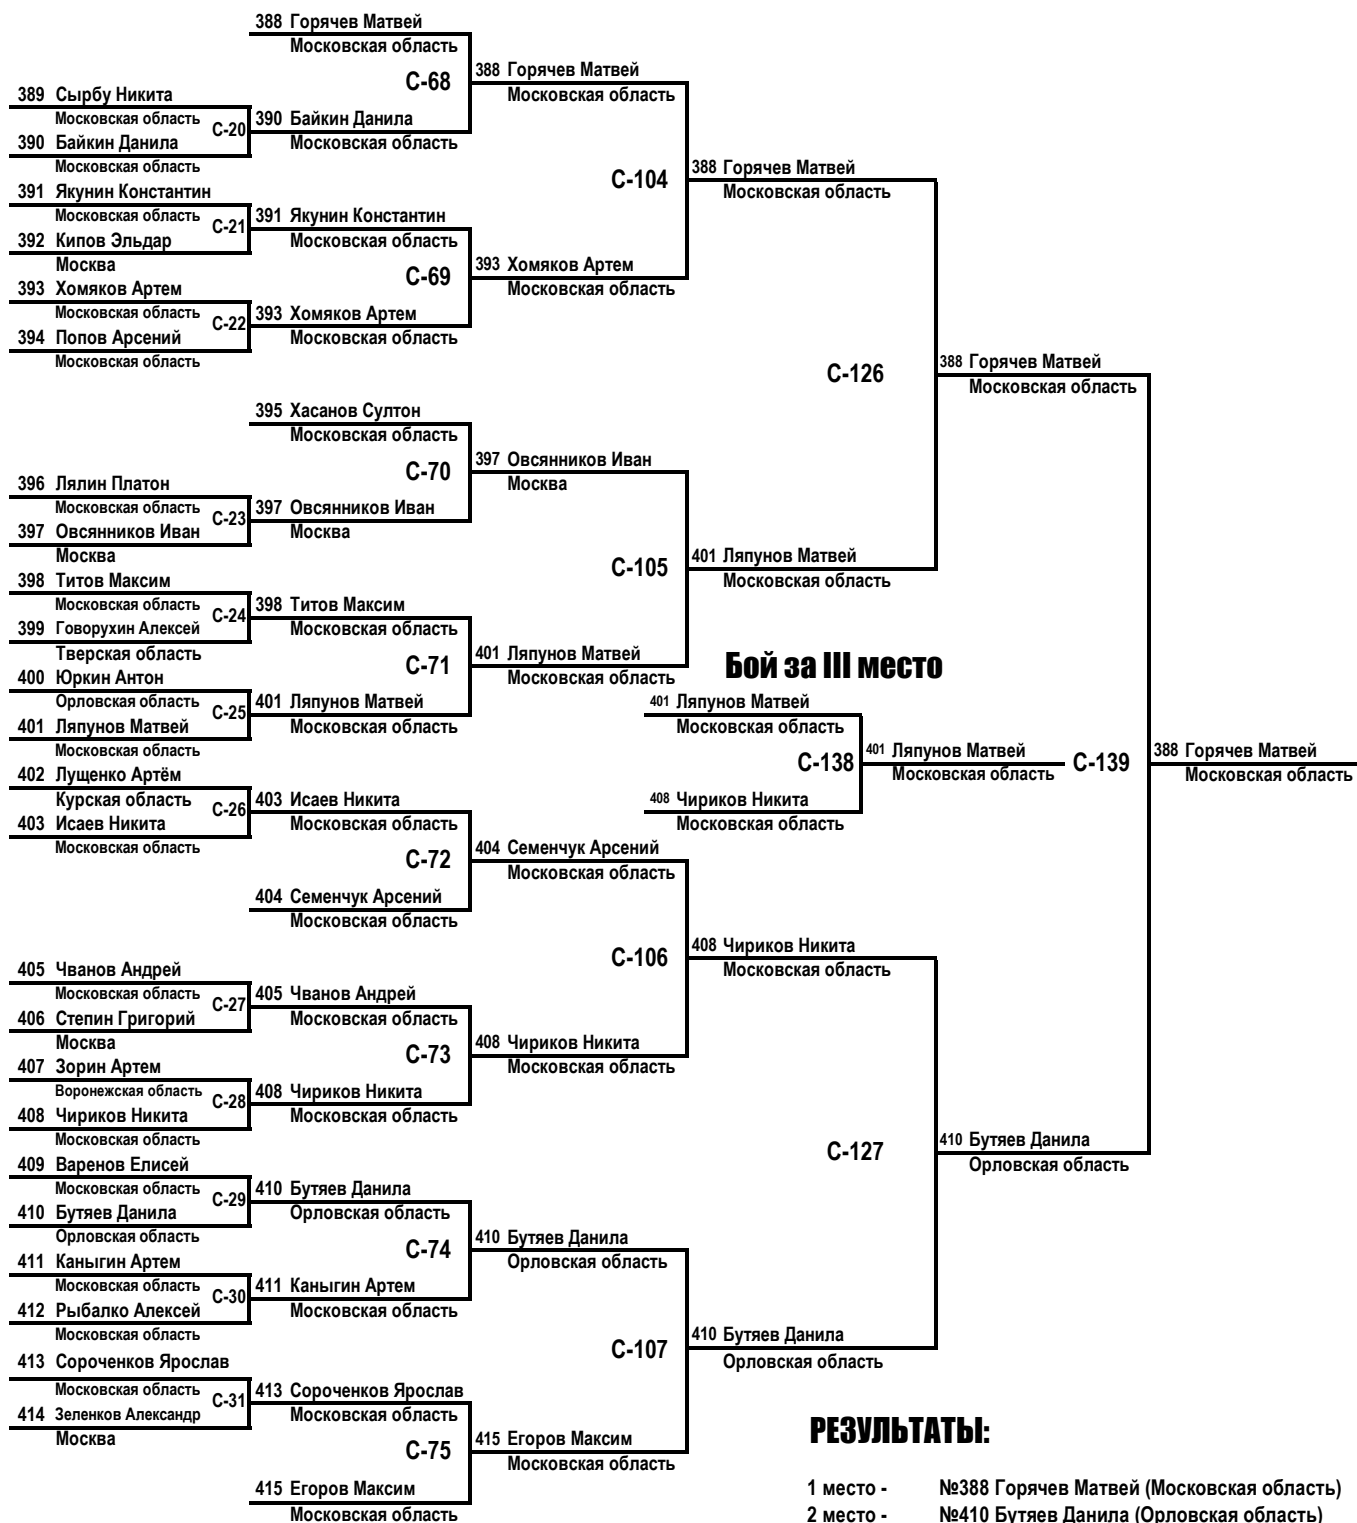 388 Горячев Матвей
Московская область
С-68
388 Горячев Матвей
Московская область
389 Сырбу Никита
Московская область
С-20
390 Байкин Данила
Московская область
390 Байкин Данила
Московская область
С-104
388 Горячев Матвей
Московская область
391 Якунин Константин
Московская область
С-21
391 Якунин Константин
Московская область
392 Кипов Эльдар
Москва
С-69
393 Хомяков Артем
Московская область
393 Хомяков Артем
Московская область
С-22
393 Хомяков Артем
Московская область
394 Попов Арсений
Московская область
С-126
388 Горячев Матвей
Московская область
395 Хасанов Султон
Московская область
С-70
397 Овсянников Иван
Москва
396 Лялин Платон
Московская область
С-23
397 Овсянников Иван
Москва
397 Овсянников Иван
Москва
С-105
401 Ляпунов Матвей
Московская область
398 Титов Максим
Московская область
С-24
398 Титов Максим
Московская область
399 Говорухин Алексей
Тверская область
С-71
401 Ляпунов Матвей
Московская область
Бой за III место
400 Юркин Антон
Орловская область
С-25
401 Ляпунов Матвей
Московская область
401 Ляпунов Матвей
Московская область
401 Ляпунов Матвей
Московская область
С-138
401 Ляпунов Матвей
Московская область
С-139
388 Горячев Матвей
Московская область
402 Лущенко Артём
Курская область
С-26
403 Исаев Никита
Московская область
408 Чириков Никита
Московская область
403 Исаев Никита
Московская область
С-72
404 Семенчук Арсений
Московская область
404 Семенчук Арсений
Московская область
С-106
408 Чириков Никита
Московская область
405 Чванов Андрей
Московская область
С-27
405 Чванов Андрей
Московская область
406 Степин Григорий
Москва
С-73
408 Чириков Никита
Московская область
407 Зорин Артем
Воронежская область
С-28
408 Чириков Никита
Московская область
408 Чириков Никита
Московская область
С-127
410 Бутяев Данила
Орловская область
409 Варенов Елисей
Московская область
С-29
410 Бутяев Данила
Орловская область
410 Бутяев Данила
Орловская область
С-74
410 Бутяев Данила
Орловская область
411 Каныгин Артем
Московская область
С-30
411 Каныгин Артем
Московская область
412 Рыбалко Алексей
Московская область
С-107
410 Бутяев Данила
Орловская область
413 Сороченков Ярослав
Московская область
С-31
413 Сороченков Ярослав
Московская область
414 Зеленков Александр
Москва
С-75
415 Егоров Максим
Московская область
415 Егоров Максим
Московская область
РЕЗУЛЬТАТЫ:
1 место - №388 Горячев Матвей (Московская область)
2 место - №410 Бутяев Данила (Орловская область)